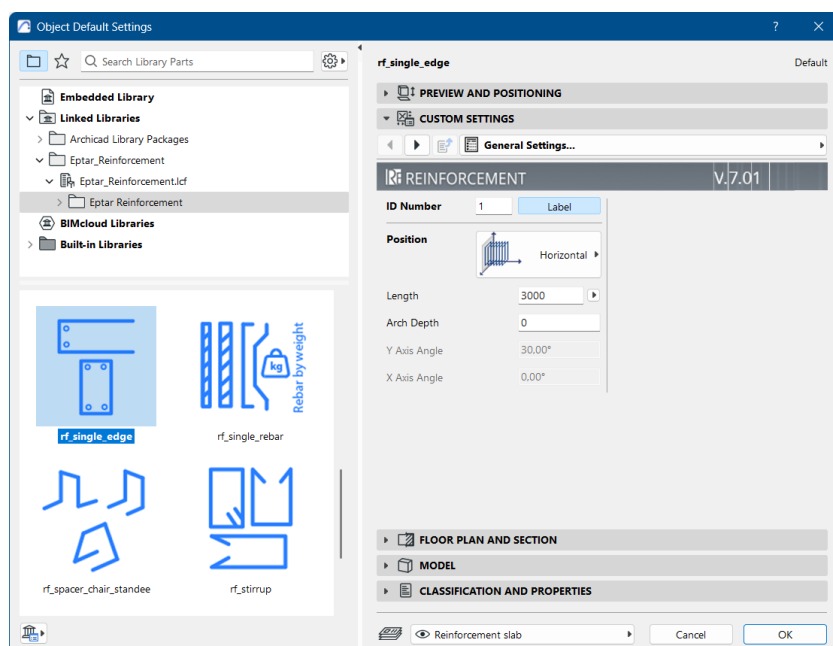 Object Default Settings
?
Search Library Parts
Embedded Library
Linked Libraries
Archicad Library Packages
Eptar_Reinforcement
Eptar_Reinforcement.lcf
Eptar Reinforcement
BIMcloud Libraries
Built-in Libraries
kg
Rebar by weight
rf_single_edge
rf_single_rebar
rf_spacer_chair_standee
rf_stirrup
rf_single_edge
Default
PREVIEW AND POSITIONING
CUSTOM SETTINGS
General Settings...
REINFORCEMENT V.7.01
ID Number 1 Label
Position Horizontal
Length 3000
Arch Depth 0
Y Axis Angle 30,00°
X Axis Angle 0,00°
FLOOR PLAN AND SECTION
MODEL
CLASSIFICATION AND PROPERTIES
Reinforcement slab
Cancel
OK